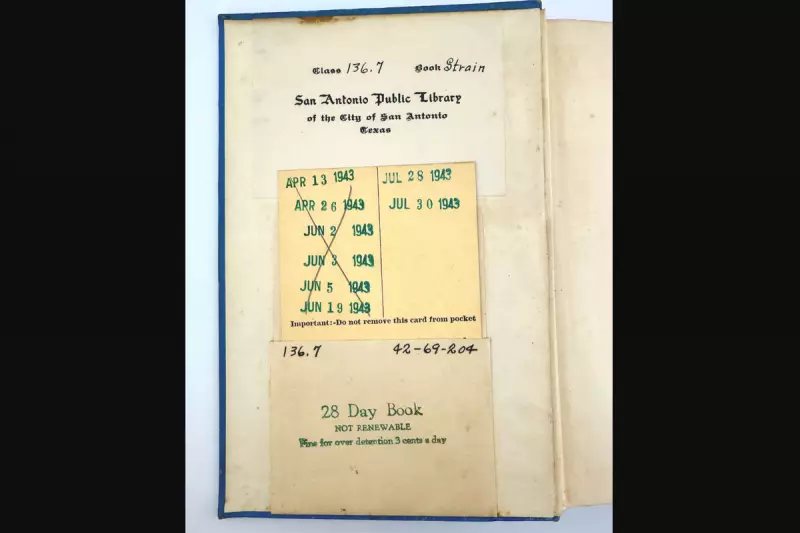 Class 136.7 Book Strain
San Antonio Public Library
of the City of San Antonio
Texas
APR 13 1943
APR 26 1943
JUN 2 1943
JUN 3 1943
JUN 5 1943
JUN 19 1943
JUL 28 1943
JUL 30 1943
Important:-Do not remove this card from pocket
136.7 42-69-204
28 Day Book
NOT RENEWABLE
Fine for over detention 3 cents a day